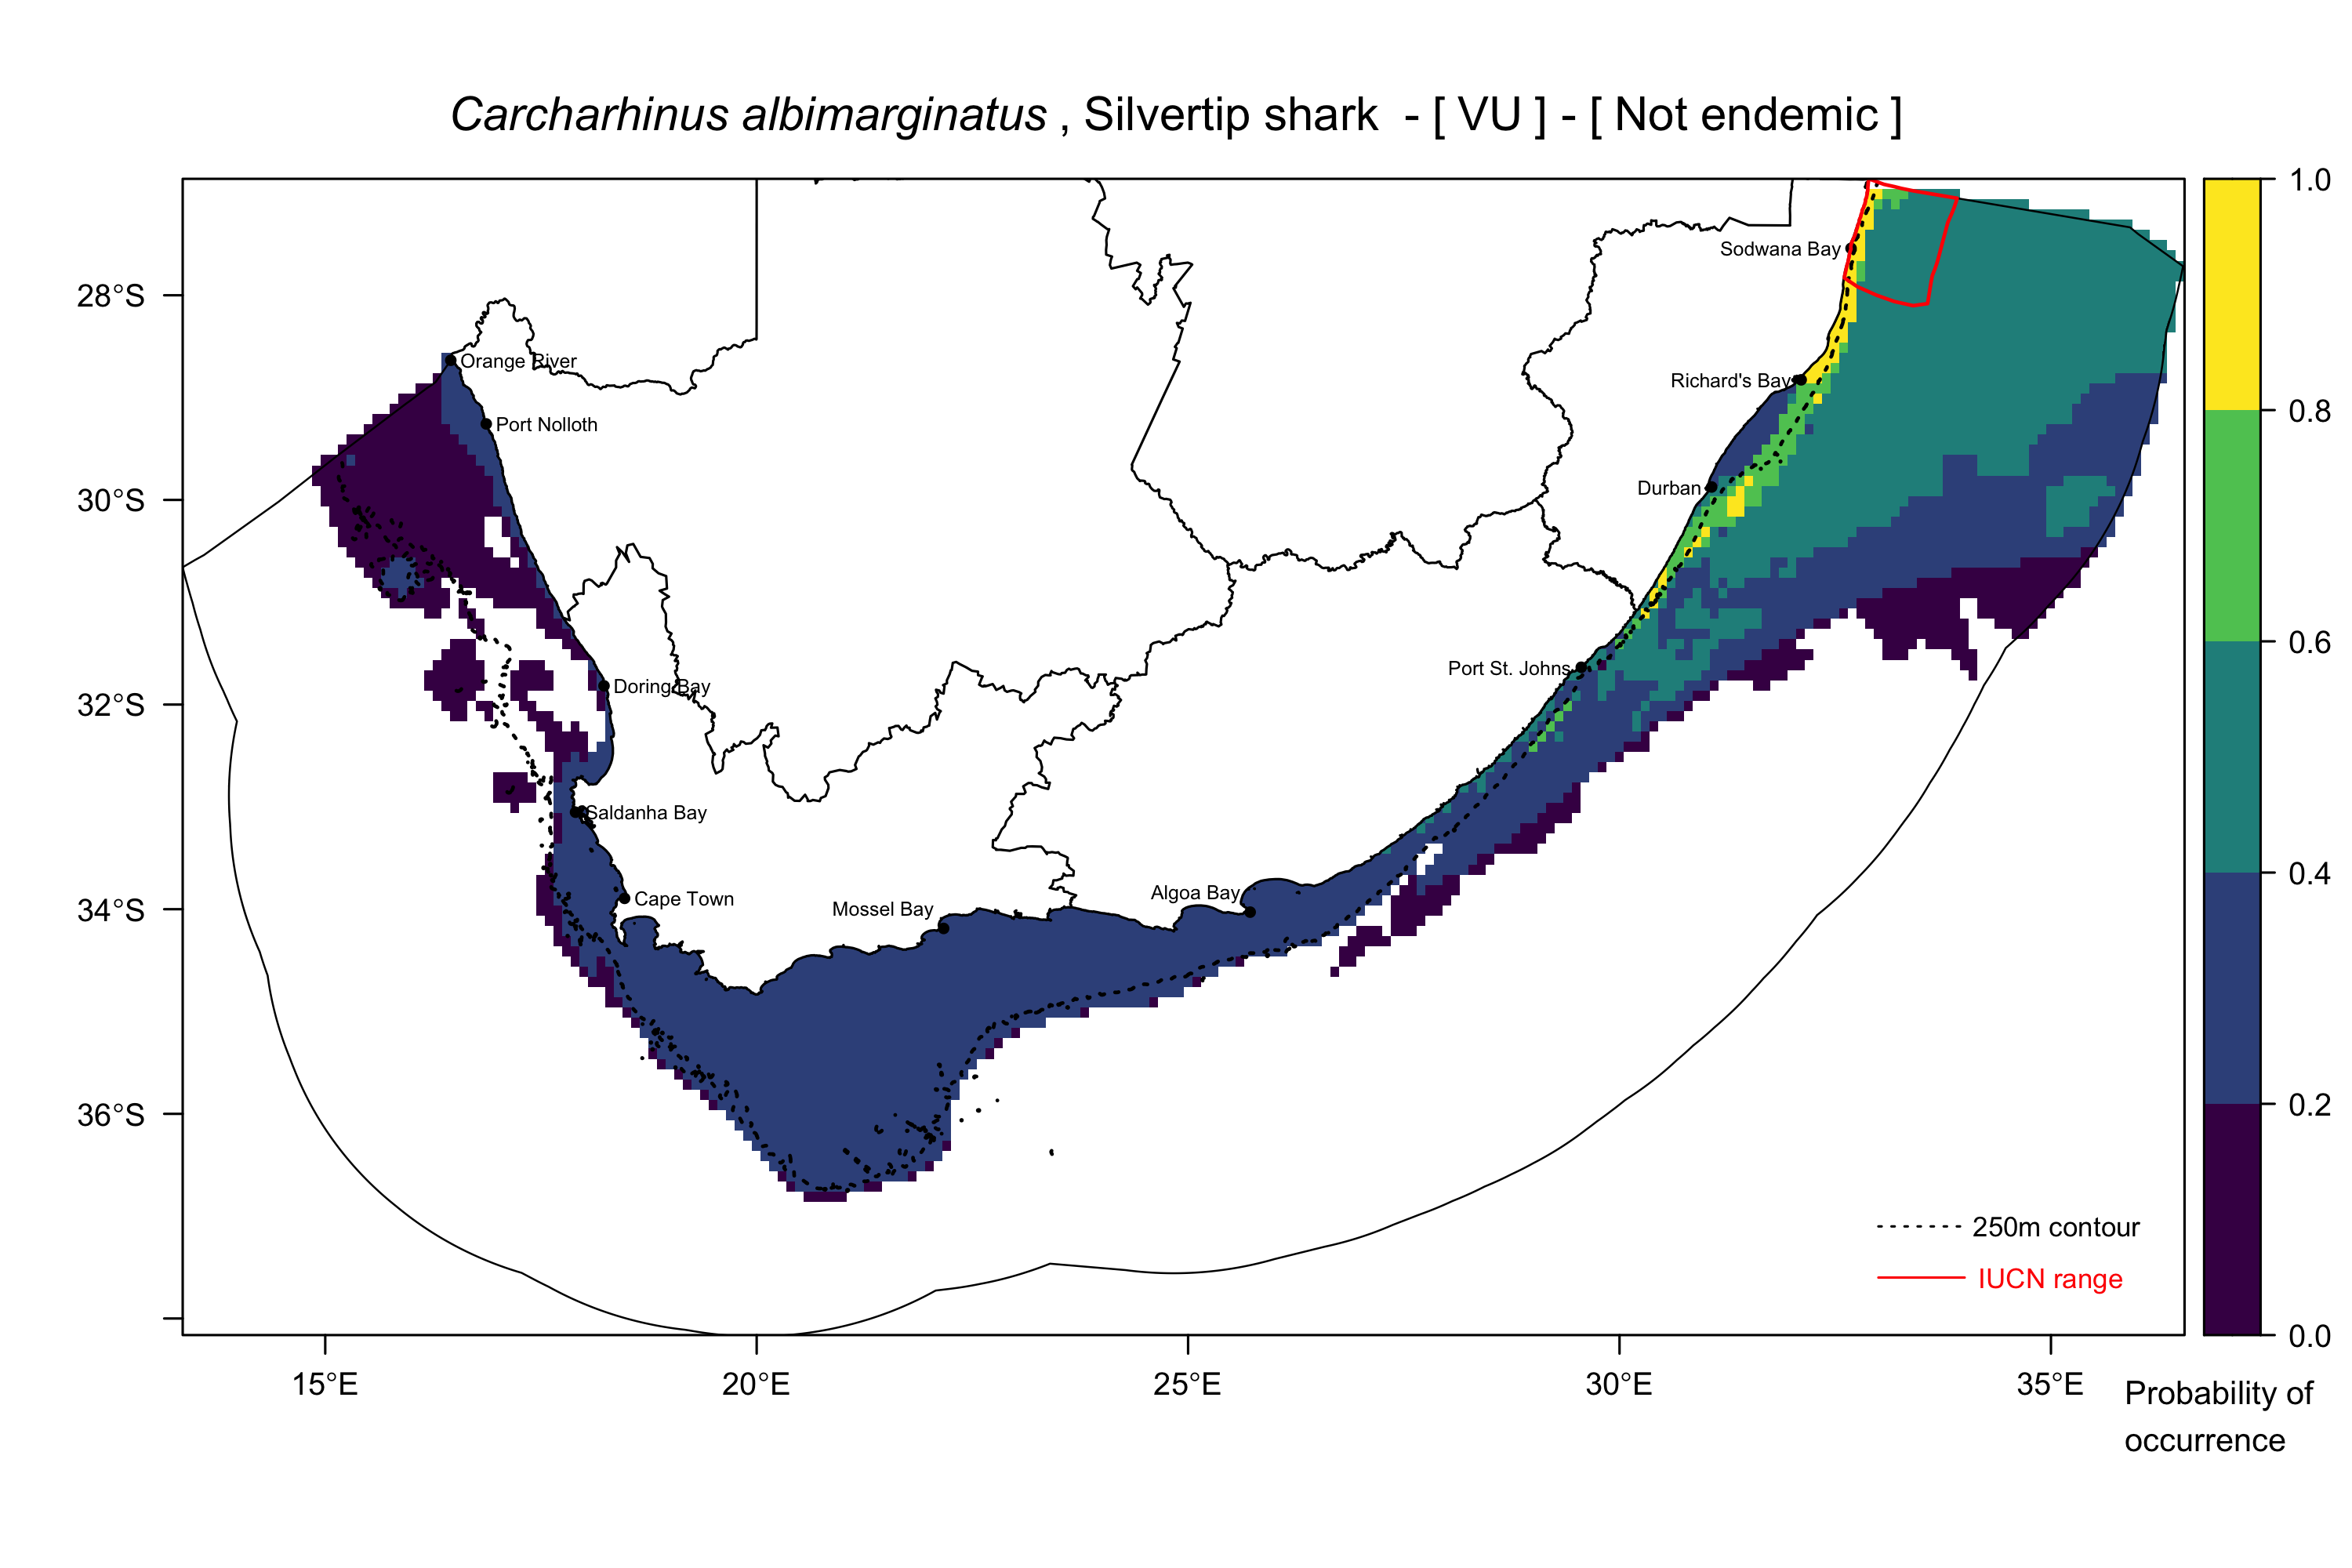 Carcharhinus albimarginatus , Silvertip shark - [ VU ] - [ Not endemic ]
1.0
Sodwana Bay
28°S
Orange River
Richard's Bay
0.8
Port Nolloth
Durban
30°S
0.6
Port St. Johns
Doring Bay
32°S
Saldanha Bay
0.4
Algoa Bay
Cape Town
Mossel Bay
34°S
0.2
36°S
250m contour
IUCN range
0.0
15°E
20°E
25°E
30°E
35°E
Probability of
occurrence